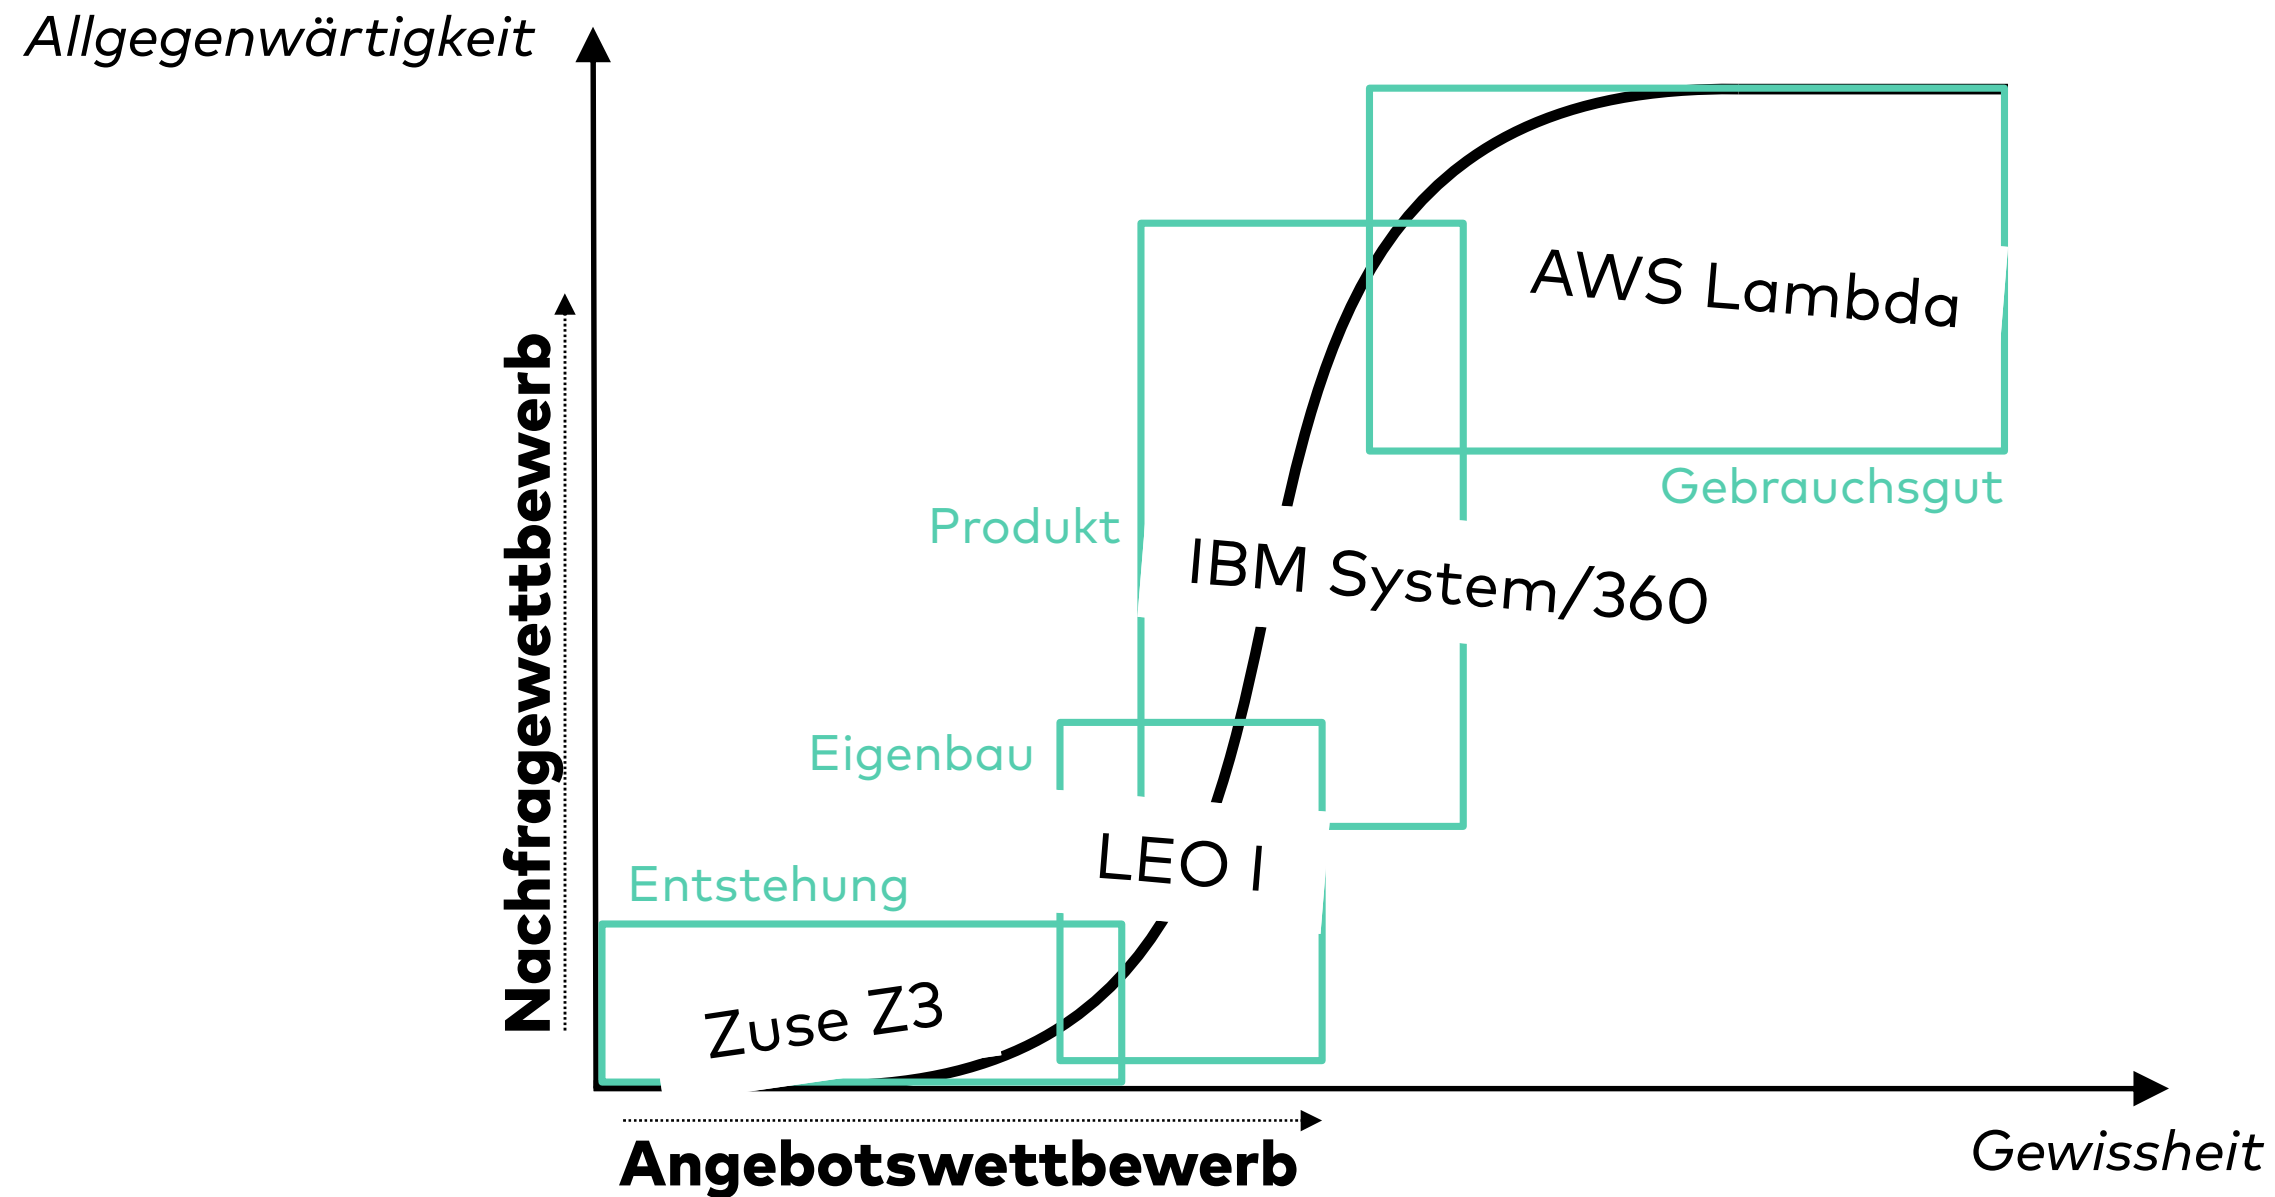 Allgegenwärtigkeit
AWS Lambda
Gebrauchsgut
Produkt
IBM System/360
Nachfragewettbewerb
Eigenbau
LEO I
Entstehung
Zuse Z3
Angebotswettbewerb
Gewissheit